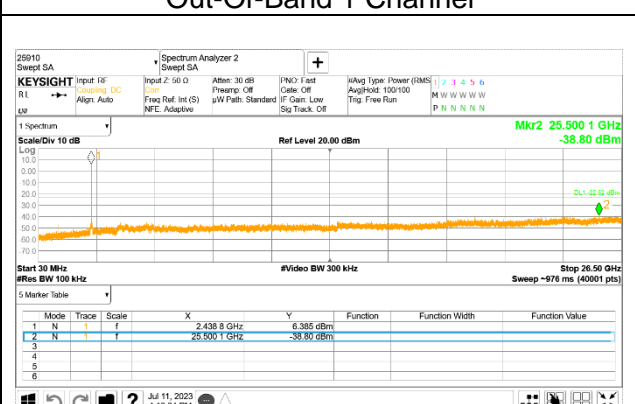 Out-Of-Band 1 Channel
25910
Swept SA
Spectrum Analyzer 2
Swept SA
+
KEYSIGHT Input: RF Input Z: 50 Ω Atten: 30 dB PNO: Fast #Avg Type: Power (RMS 1 2 3 4 5 6
RL Coupling: DC Corr Preamp: Off Gate: Off Avg|Hold: 100/100 M W W W W W
Align: Auto Freq Ref: Int (S) µW Path: Standard IF Gain: Low Trig: Free Run
NFE: Adaptive Sig Track: Off P N N N N N
1 Spectrum Mkr2 25.500 1 GHz
Scale/Div 10 dB Ref Level 20.00 dBm -38.80 dBm
Log
10.0 1
0.00
10.0
20.0
30.0 2
40.0
50.0
60.0
-70.0
Start 30 MHz #Video BW 300 kHz Stop 26.50 GHz
#Res BW 100 kHz Sweep ~976 ms (40001 pts)
5 Marker Table
Mode Trace Scale X Y Function Function Width Function Value
1 N 1 f 2.438 8 GHz 6.385 dBm
2 N 1 f 25.500 1 GHz -38.80 dBm
3
4
5
6
? Jul 11, 2023